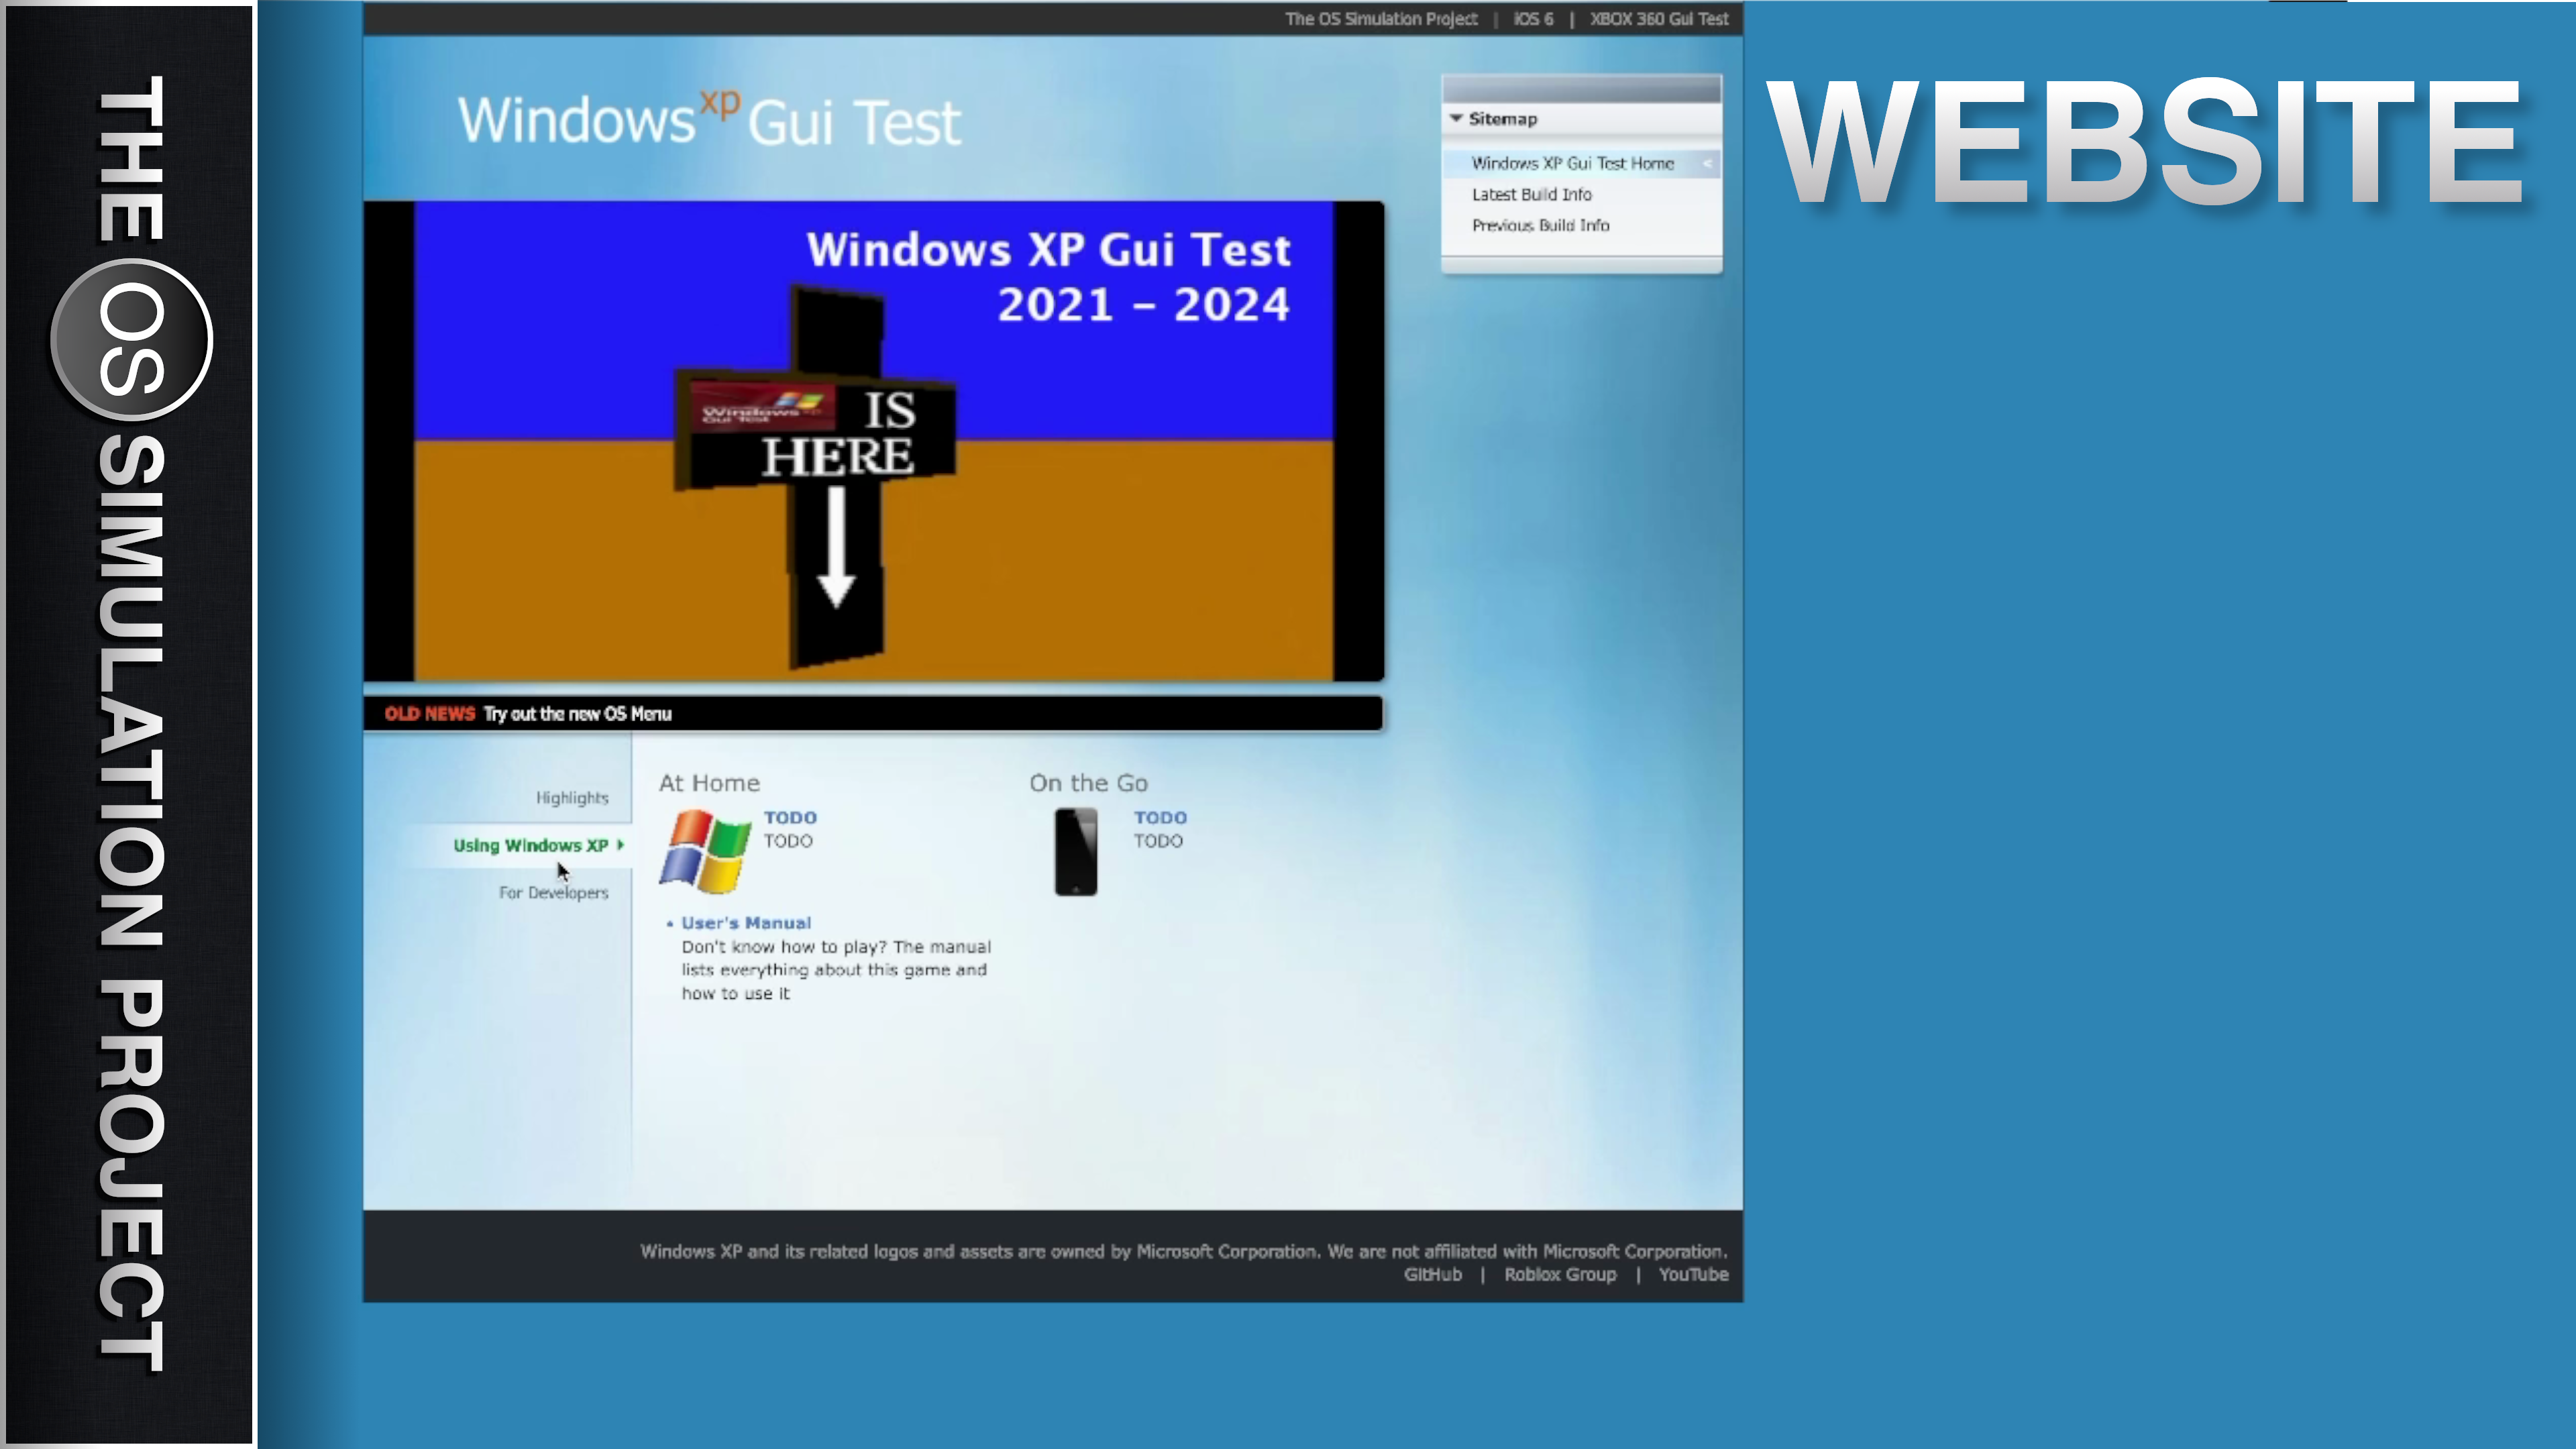 THE OS SIMULATION PROJECT
The OS Simulation Project | iOS 6 | XBOX 360 Gui Test
WEBSITE
Windows xp Gui Test
Sitemap
Windows XP Gui Test Home <
Latest Build Info
Previous Build Info
Windows XP Gui Test
2021 - 2024
Windows xp
Gui Test
IS
HERE
OLD NEWS Try out the new OS Menu
Highlights
Using Windows XP
For Developers
At Home
TODO
TODO
• User's Manual
Don't know how to play? The manual
lists everything about this game and
how to use it
On the Go
TODO
TODO
Windows XP and its related logos and assets are owned by Microsoft Corporation. We are not affiliated with Microsoft Corporation.
GitHub | Roblox Group | YouTube